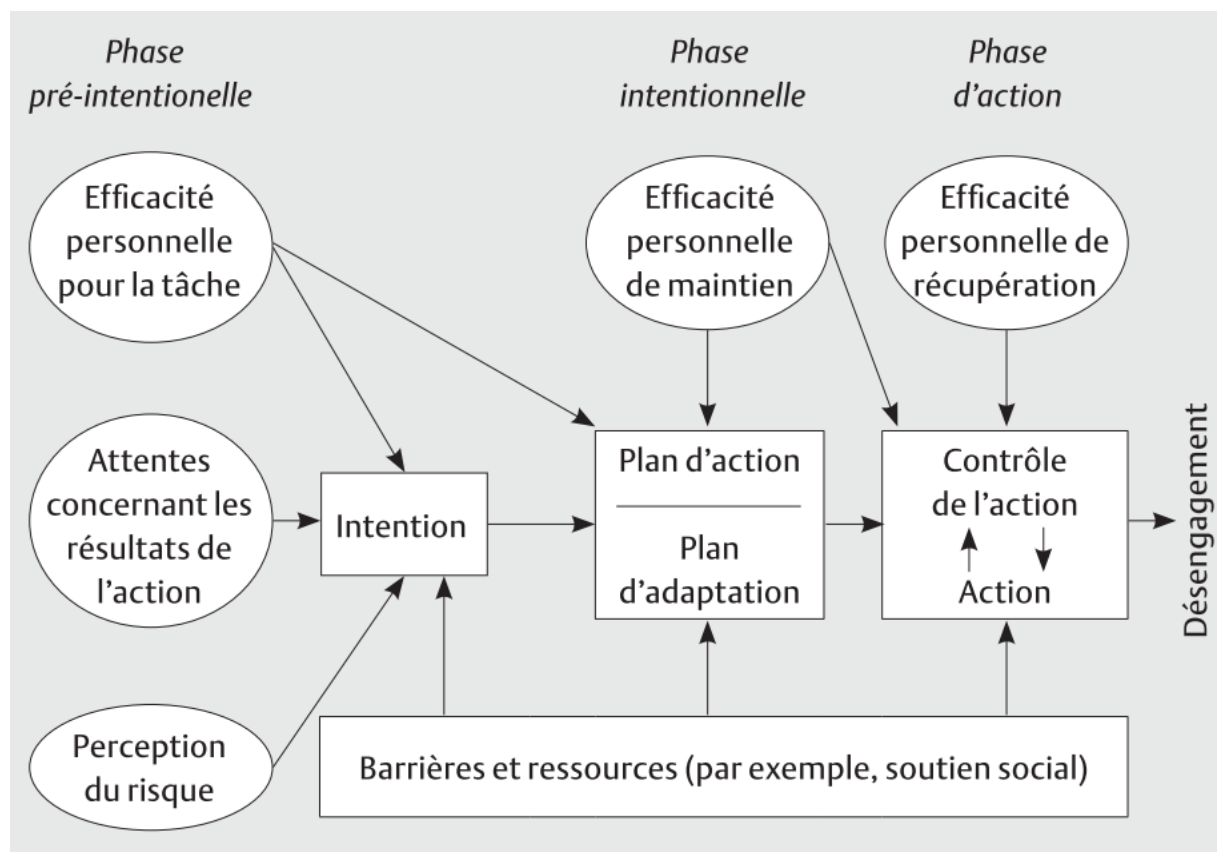 Phase
pré-intentionelle
Phase
intentionnelle
Phase
d'action
Efficacité
personnelle
pour la tâche
Efficacité
personnelle
de maintien
Efficacité
personnelle de
récupération
Attentes
concernant les
résultats de
l'action
Intention
Plan d'action
Plan
d'adaptation
Contrôle
de l'action
Action
Désengagement
Perception
du risque
Barrières et ressources (par exemple, soutien social)